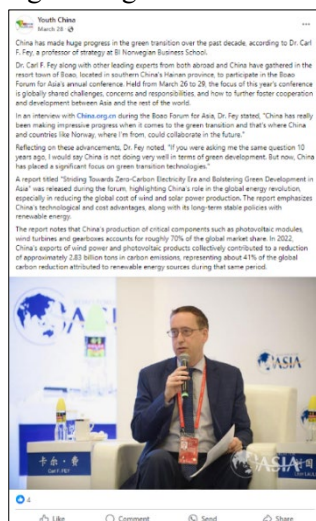 Youth China
March 28
China has made huge progress in the green transition over the past decade, according to Dr. Carl
F. Fey, a professor of strategy at BI Norwegian Business School.
Dr. Carl F. Fey along with other leading experts from both abroad and China have gathered in the
resort town of Boao, located in southern China's Hainan province, to participate in the Boao
Forum for Asia's annual conference. Held from March 26 to 29, the focus of this year's conference
is globally shared challenges, concerns and responsibilities, and how to further foster cooperation
and development between Asia and the rest of the world.
In an interview with China.org.cn during the Boao Forum for Asia, Dr. Fey stated, "China has really
been making impressive progress when it comes to the green transition and that's where China
and countries like Norway, where I'm from, could collaborate in the future."
Reflecting on these advancements, Dr. Fey noted, "If you were asking me the same question 10
years ago, I would say China is not doing very well in terms of green development. But now, China
has placed a significant focus on green transition technologies."
A report titled "Striding Towards Zero-Carbon Electricity Era and Bolstering Green Development in
Asia" was released during the forum, highlighting China's role in the global energy revolution,
especially in reducing the global cost of wind and solar power production. The report emphasizes
China's technological and cost advantages, along with its long-term stable policies with
renewable energy.
The report notes that China's production of critical components such as photovoltaic modules,
wind turbines and gearboxes accounts for roughly 70% of the global market share. In 2022,
China's exports of wind power and photovoltaic products collectively contributed to a reduction
of approximately 2.83 billion tons in carbon emissions, representing about 41% of the global
carbon reduction attributed to renewable energy sources during that same period.
ASIA
卡尔·费
Carl F. FEY
ASIA
4
Like Comment Send Share